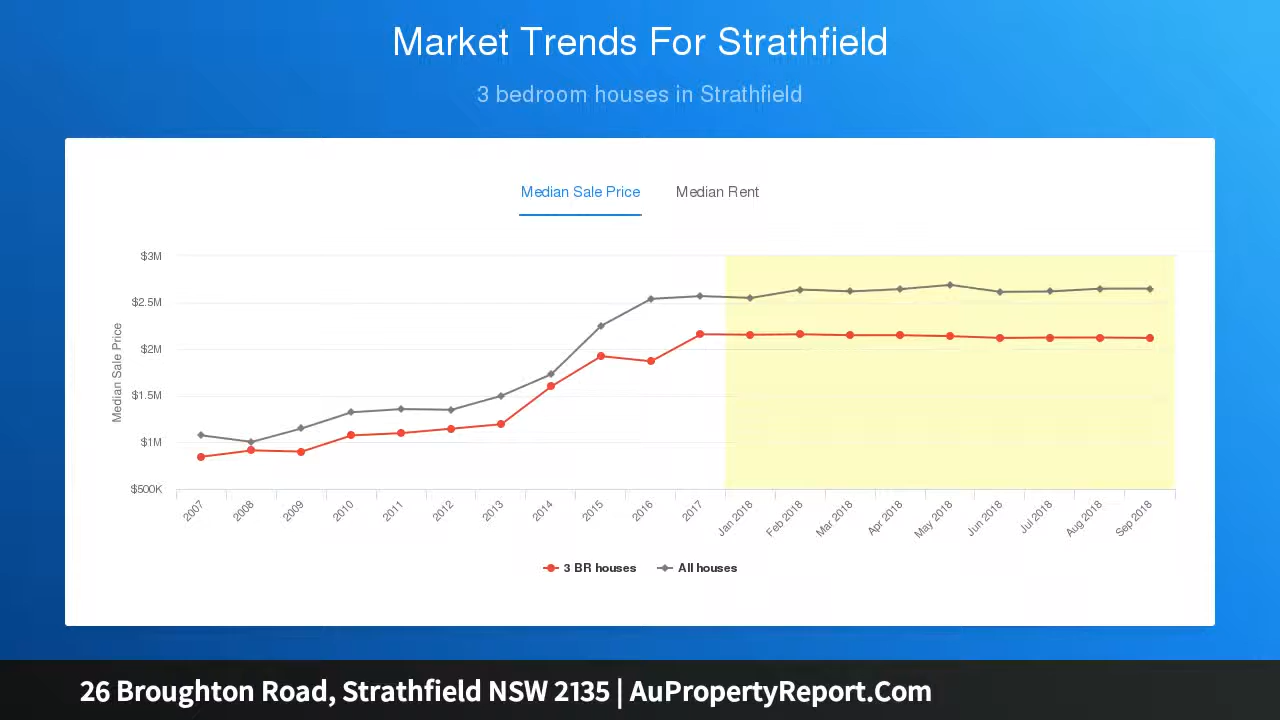 Market Trends For Strathfield
3 bedroom houses in Strathfield
Median Sale Price Median Rent
Median Sale Price
$3M
$2.5M
$2M
$1.5M
$1M
$500K
2007 2008 2009 2010 2011 2012 2013 2014 2015 2016 2017 Jan 2018 Feb 2018 Mar 2018 Apr 2018 May 2018 Jun 2018 Jul 2018 Aug 2018 Sep 2018
3 BR houses All houses
26 Broughton Road, Strathfield NSW 2135 | AuPropertyReport.Com